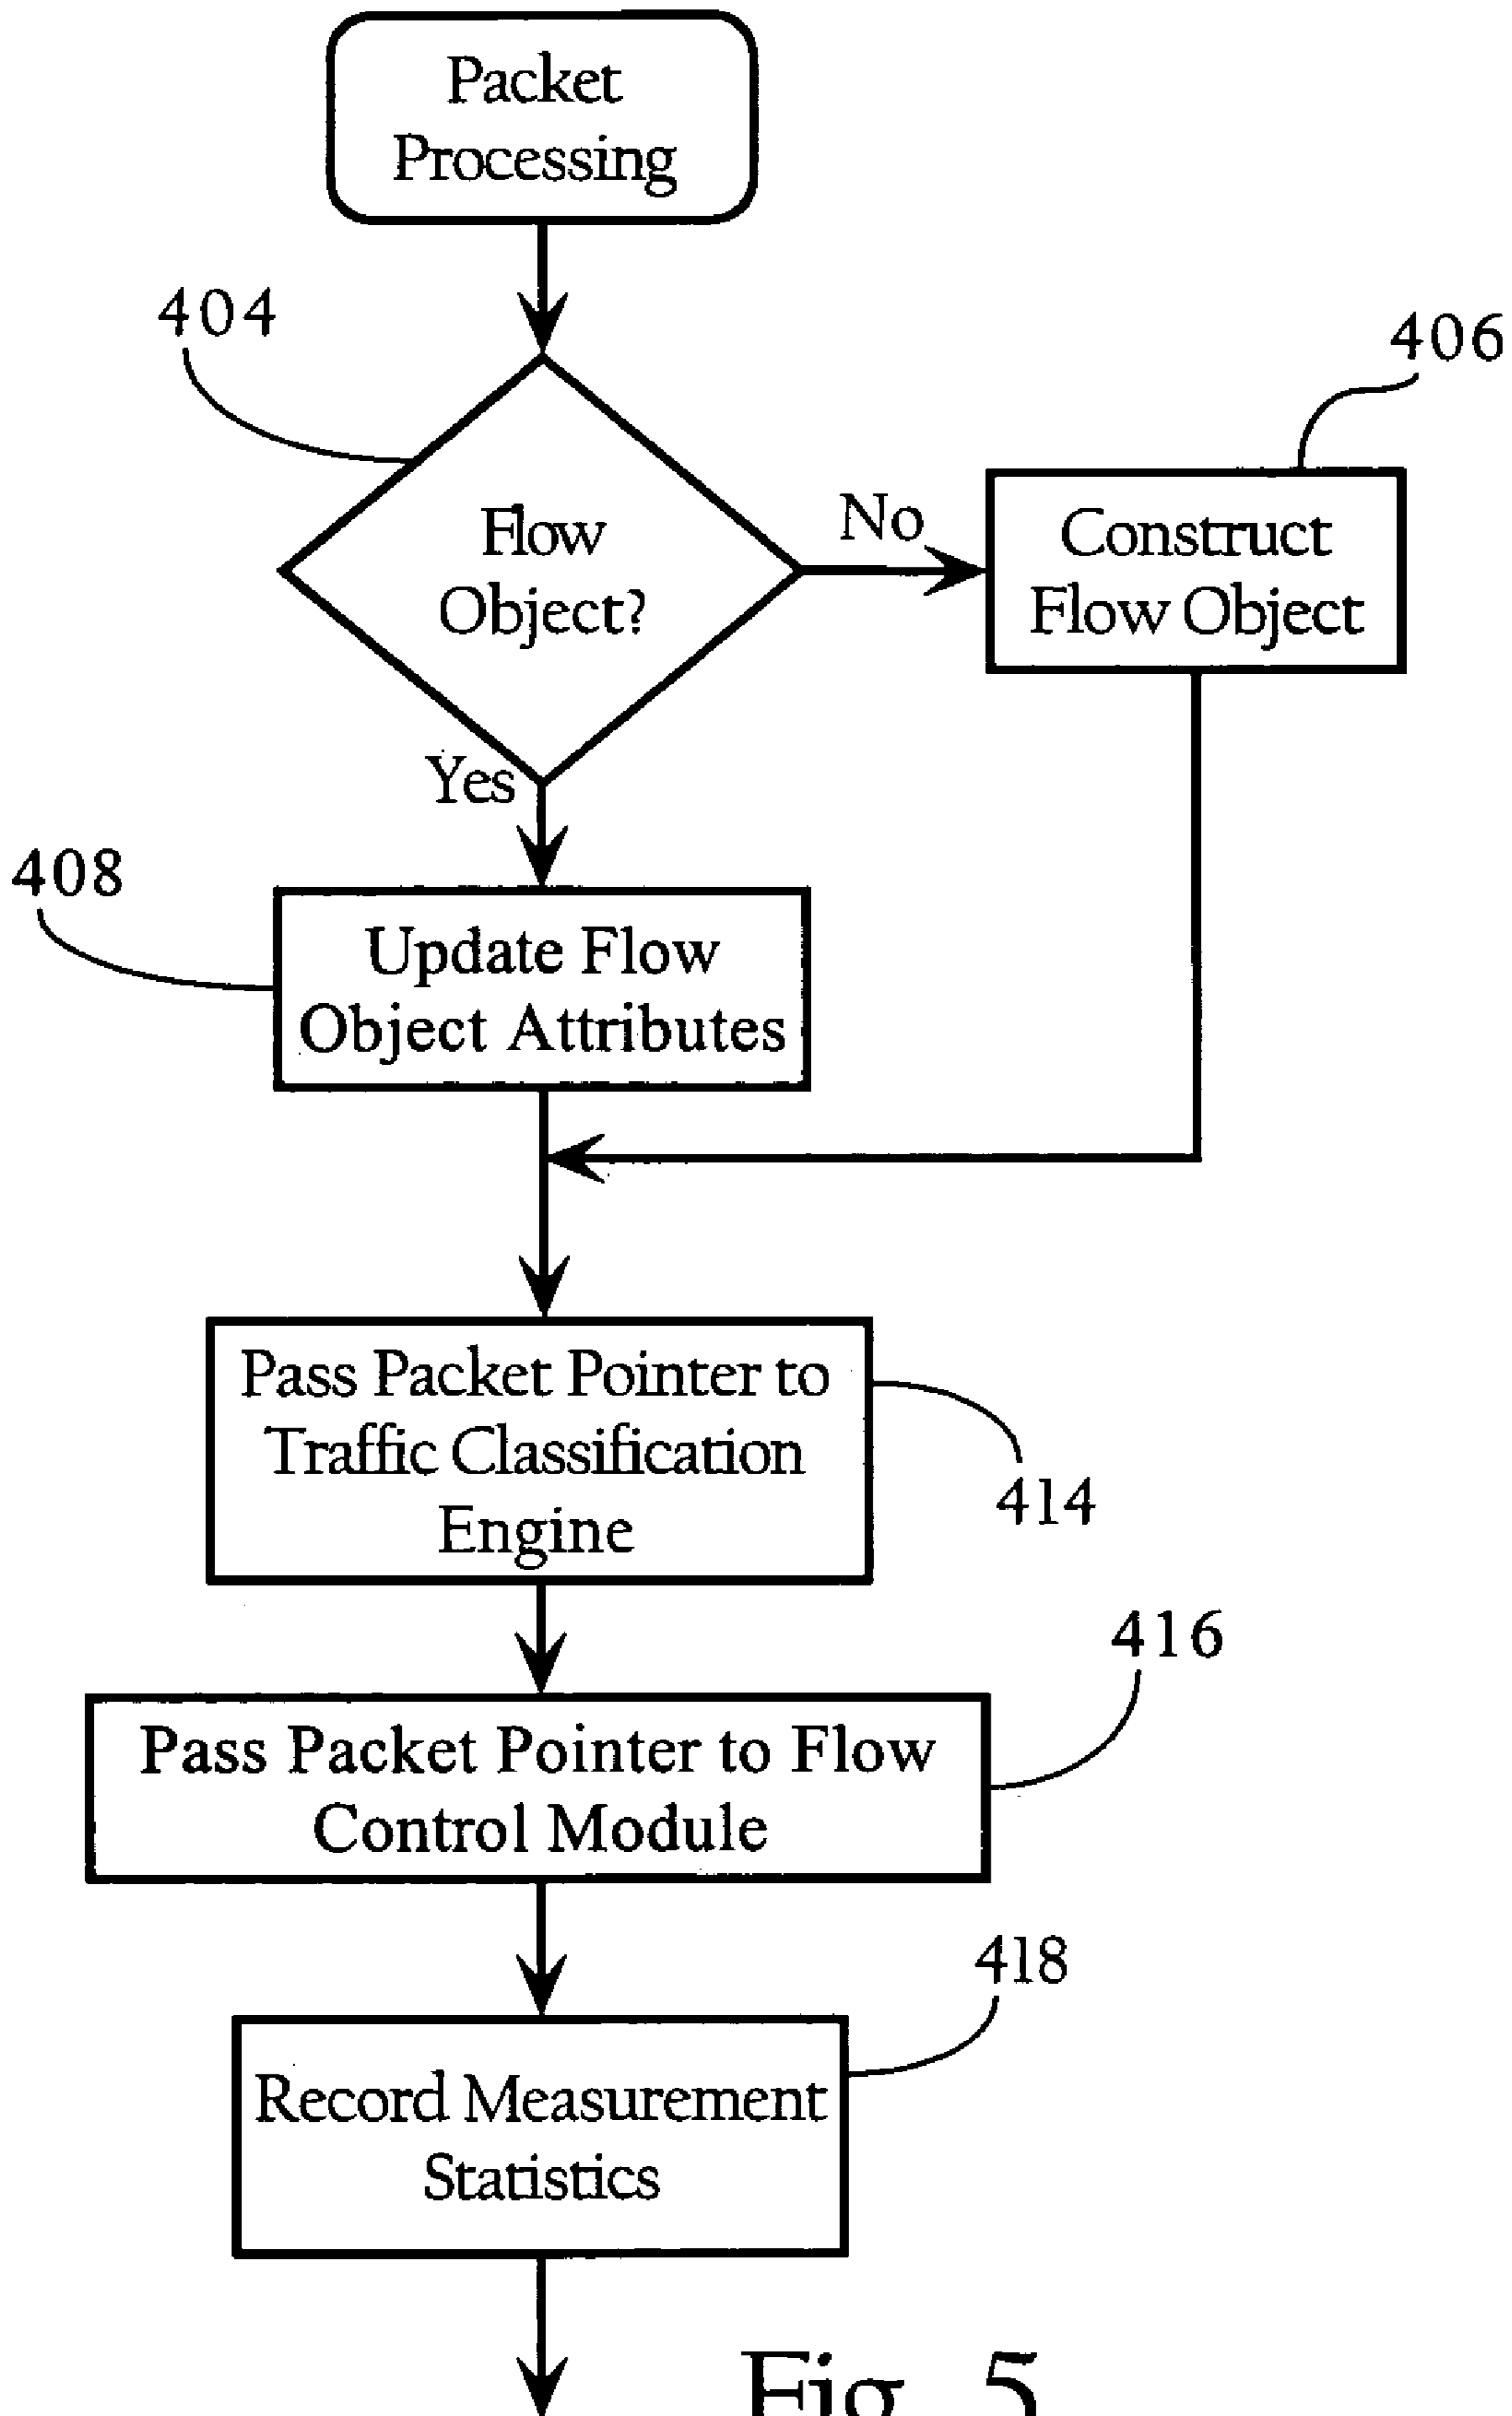 Packet
Processing
404
406
Flow
Object?
No
Construct
Flow Object
Yes
408
Update Flow
Object Attributes
Pass Packet Pointer to
Traffic Classification
Engine
414
416
Pass Packet Pointer to Flow
Control Module
418
Record Measurement
Statistics
Fig. 5